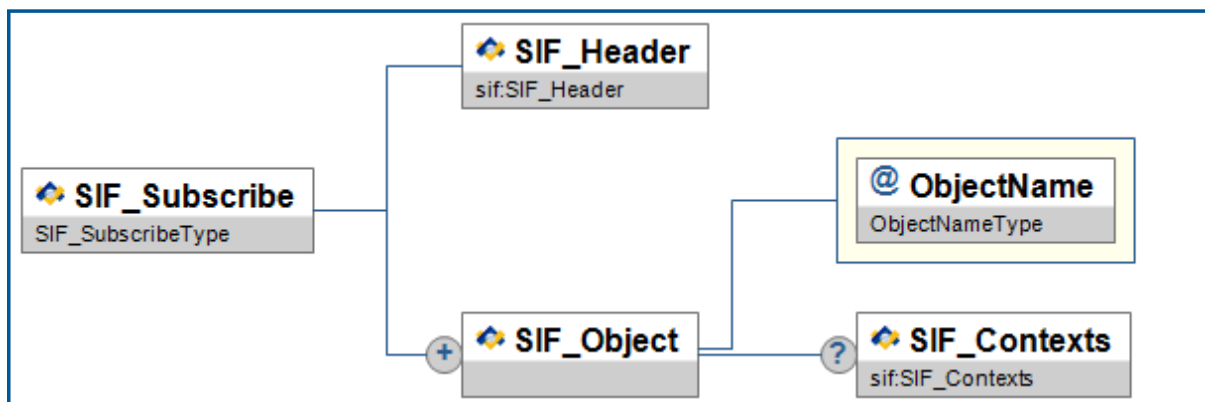 SIF_Header
sif:SIF_Header
SIF_Subscribe
SIF_SubscribeType
@ ObjectName
ObjectNameType
+
SIF_Object
?
SIF_Contexts
sif:SIF_Contexts